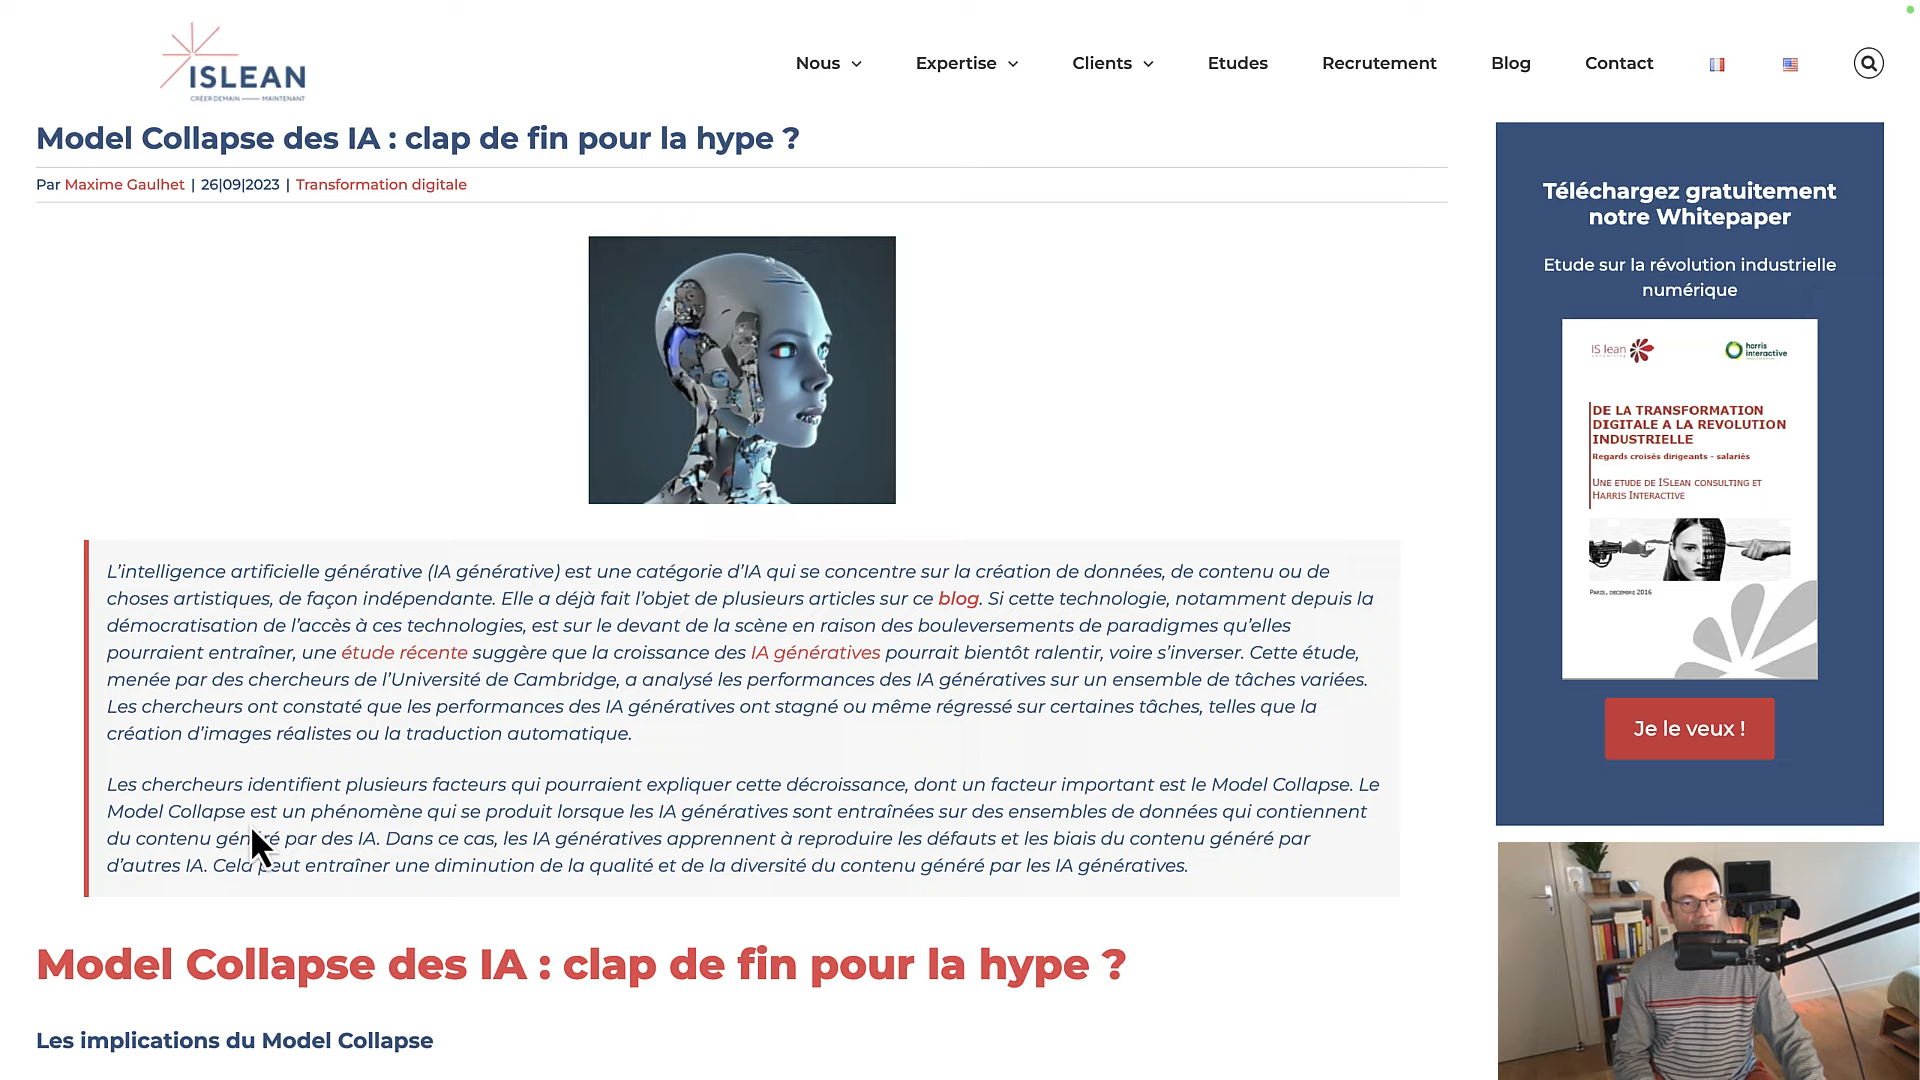 ISLEAN
CRÉER DEMAIN — MAINTENANT
Nous
Expertise
Clients
Etudes
Recrutement
Blog
Contact
Model Collapse des IA : clap de fin pour la hype ?
Par Maxime Gaulhet | 26|09|2023 | Transformation digitale
L’intelligence artificielle générative (IA générative) est une catégorie d’IA qui se concentre sur la création de données, de contenu ou de
choses artistiques, de façon indépendante. Elle a déjà fait l’objet de plusieurs articles sur ce blog. Si cette technologie, notamment depuis la
démocratisation de l’accès à ces technologies, est sur le devant de la scène en raison des bouleversements de paradigmes qu’elles
pourraient entraîner, une étude récente suggère que la croissance des IA génératives pourrait bientôt ralentir, voire s’inverser. Cette étude,
menée par des chercheurs de l’Université de Cambridge, a analysé les performances des IA génératives sur un ensemble de tâches variées.
Les chercheurs ont constaté que les performances des IA génératives ont stagné ou même régressé sur certaines tâches, telles que la
création d’images réalistes ou la traduction automatique.
Les chercheurs identifient plusieurs facteurs qui pourraient expliquer cette décroissance, dont un facteur important est le Model Collapse. Le
Model Collapse est un phénomène qui se produit lorsque les IA génératives sont entraînées sur des ensembles de données qui contiennent
du contenu généré par des IA. Dans ce cas, les IA génératives apprennent à reproduire les défauts et les biais du contenu généré par
d’autres IA. Cela peut entraîner une diminution de la qualité et de la diversité du contenu généré par les IA génératives.
Model Collapse des IA : clap de fin pour la hype ?
Les implications du Model Collapse
Téléchargez gratuitement
notre Whitepaper
Etude sur la révolution industrielle
numérique
IS lean
harris
interactive
DE LA TRANSFORMATION
DIGITALE A LA REVOLUTION
INDUSTRIELLE
Regards croisés dirigeants - salariés
UNE ETUDE DE ISLEAN CONSULTING ET
HARRIS INTERACTIVE
PARIS, DECEMBRE 2016
Je le veux !